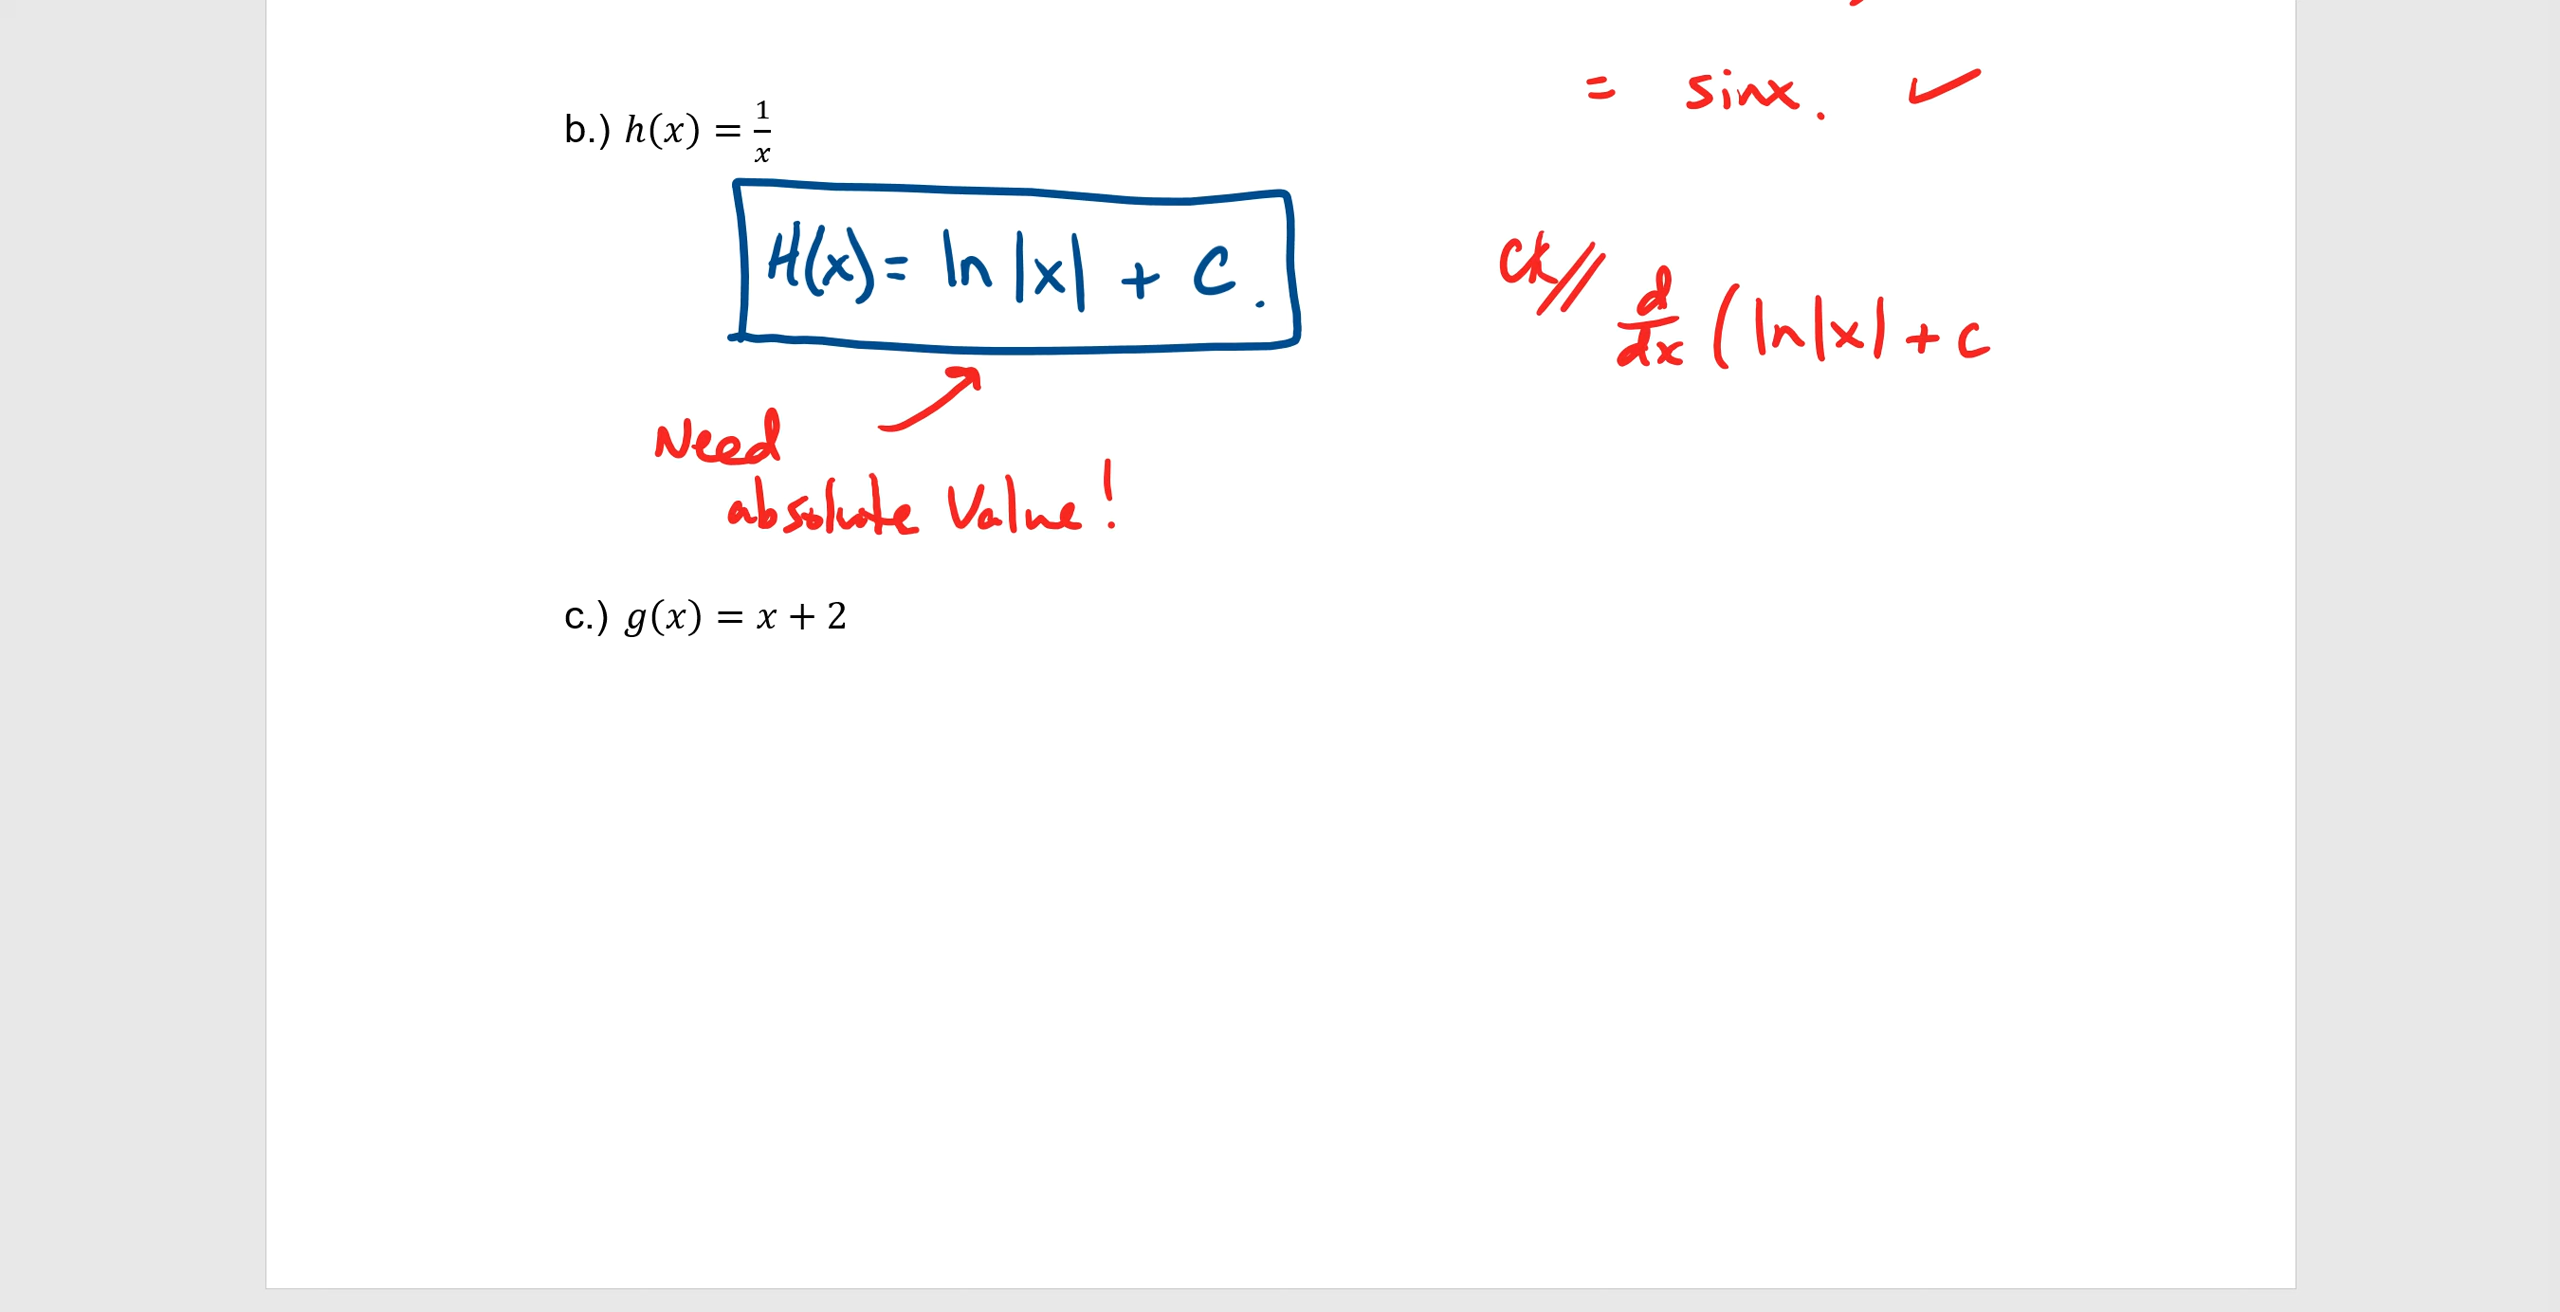 = sinx. ✓
b.) h(x) = 1/x
H(x) = ln |x| + C.
Ck// d/dx (ln|x| + C
Need
absolute Value!
c.) g(x) = x + 2